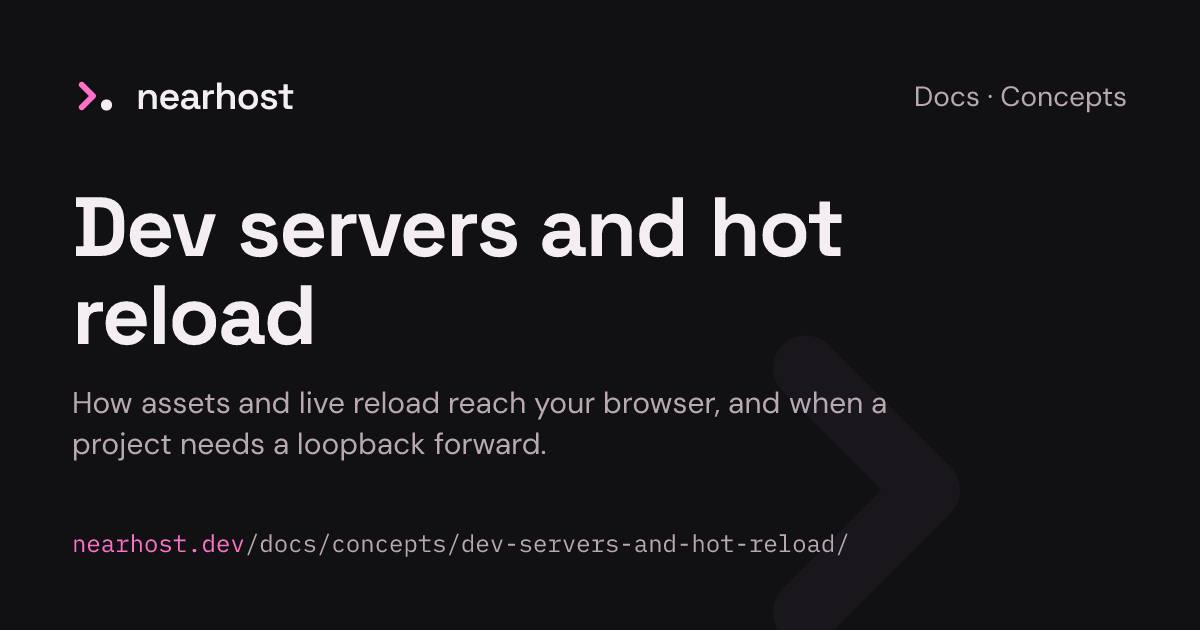 nearhost
Docs · Concepts
Dev servers and hot
reload
How assets and live reload reach your browser, and when a
project needs a loopback forward.
nearhost.dev/docs/concepts/dev-servers-and-hot-reload/